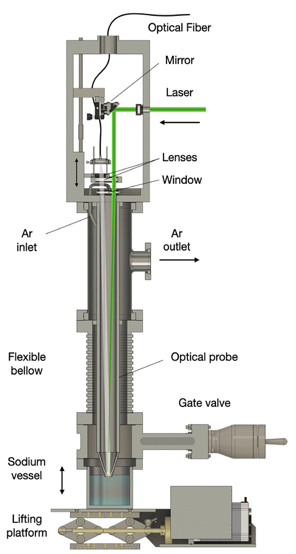 Optical Fiber
Mirror
Laser
Lenses
Window
Ar
inlet
Ar
outlet
Flexible
bellow
Optical probe
Gate valve
Sodium
vessel
Lifting
platform